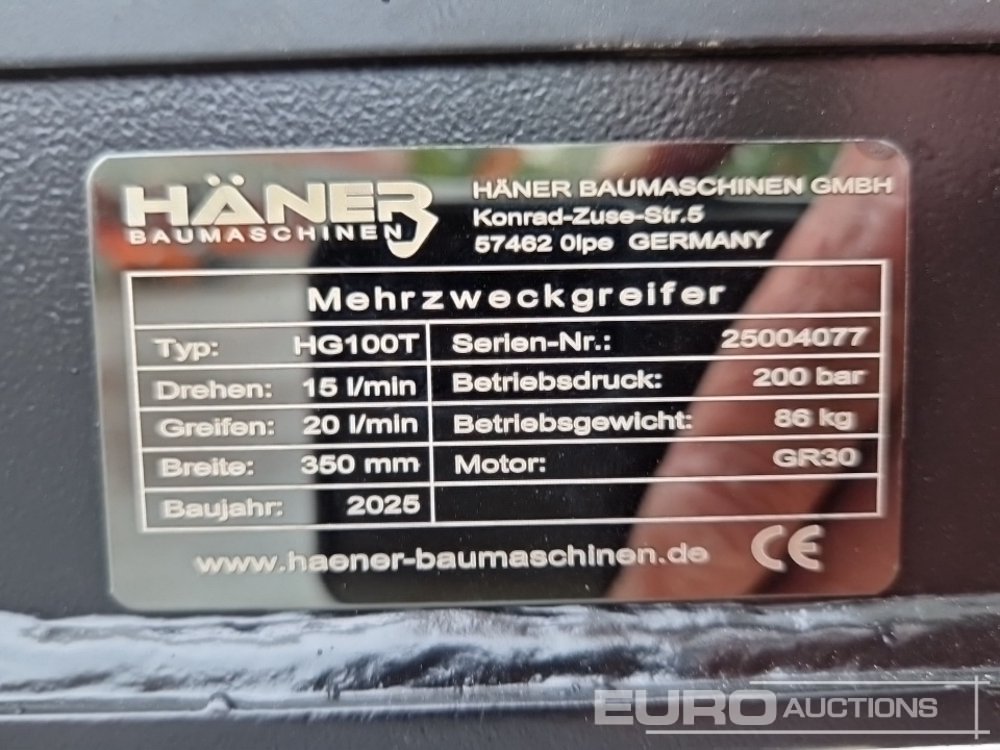 HÄNER
BAUMASCHINEN
HÄNER BAUMASCHINEN GMBH
Konrad-Zuse-Str.5
57462 Olpe GERMANY
Mehrzweckgreifer
Typ: HG100T Serien-Nr.: 25004077
Drehen: 15 l/min Betriebsdruck: 200 bar
Greifen: 20 l/min Betriebsgewicht: 86 kg
Breite: 350 mm Motor: GR30
Baujahr: 2025
www.haener-baumaschinen.de CE
EURO AUCTIONS